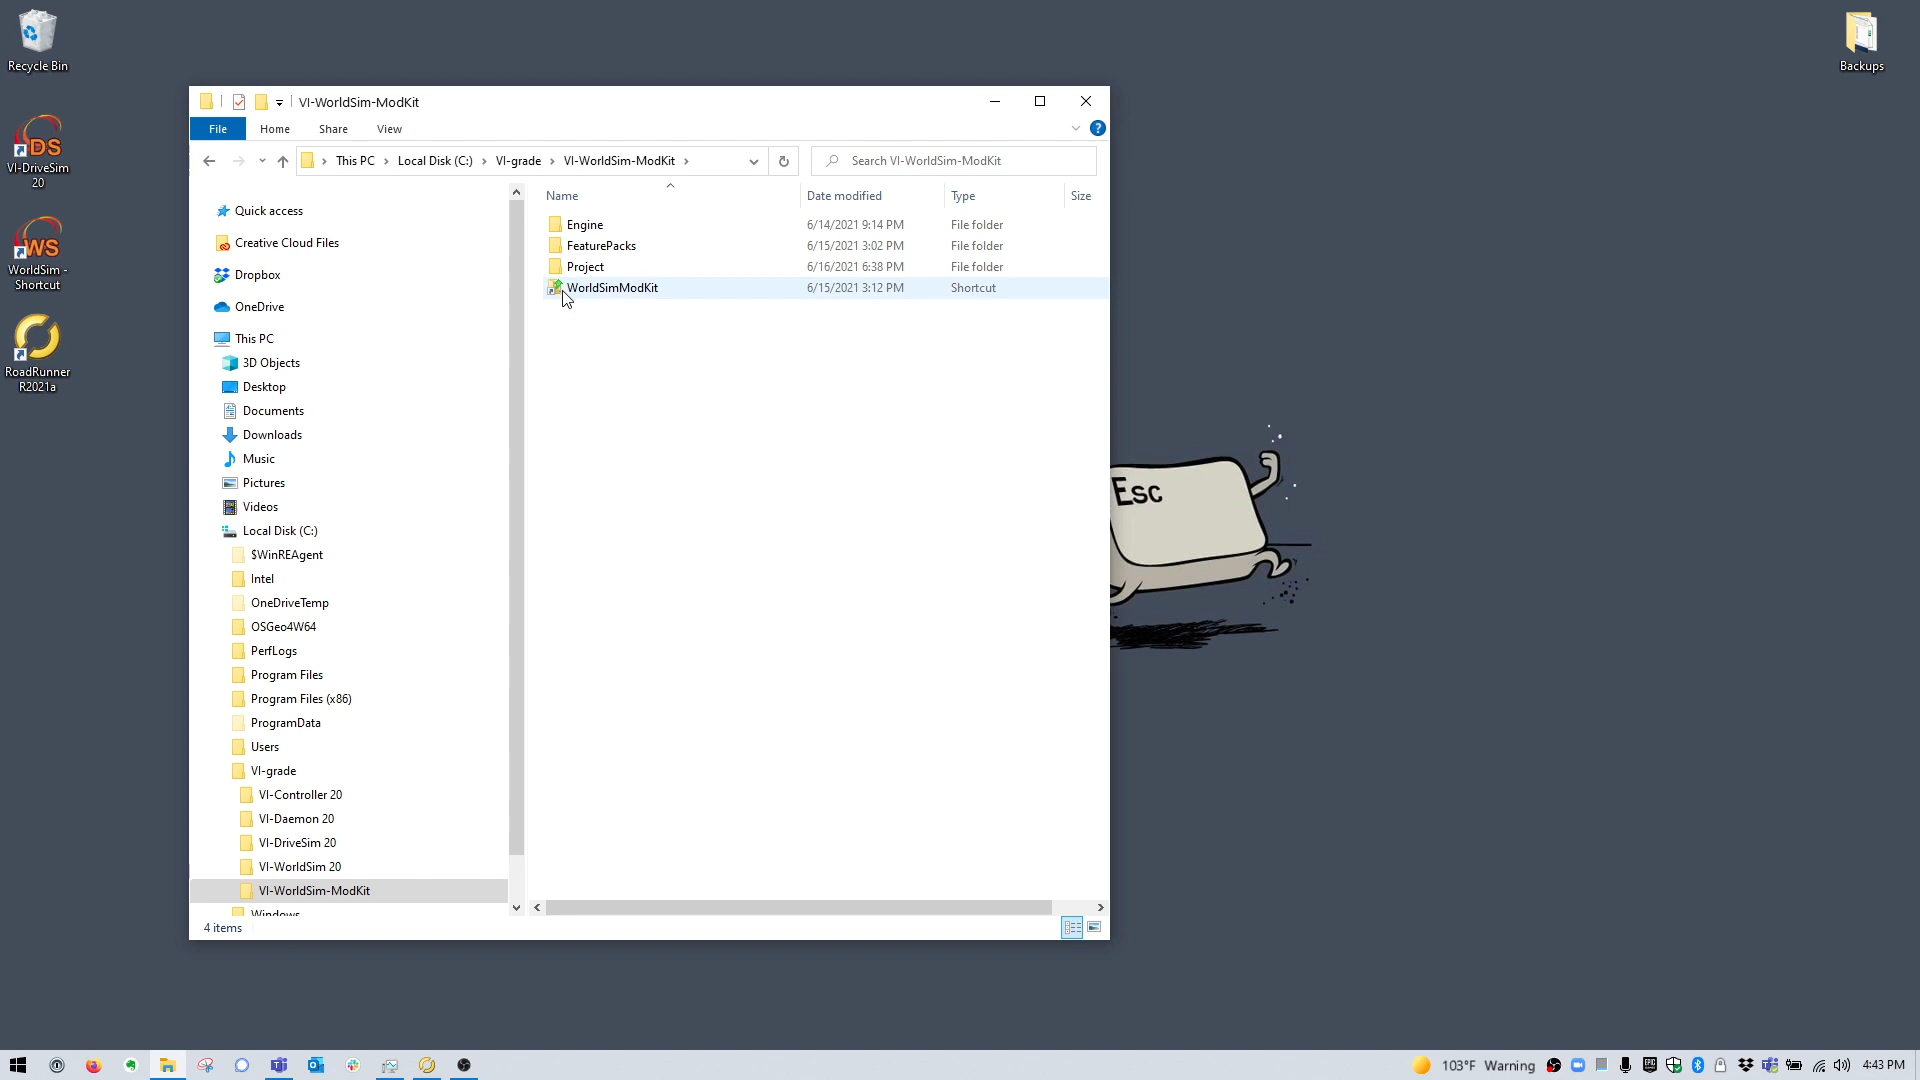 Recycle Bin
DS
VI-DriveSim
20
WS
WorldSim -
Shortcut
RoadRunner
R2021a
Backups
VI-WorldSim-ModKit
File
Home
Share
View
?
This PC > Local Disk (C:) > VI-grade > VI-WorldSim-ModKit >
Search VI-WorldSim-ModKit
Quick access
Creative Cloud Files
Dropbox
OneDrive
This PC
3D Objects
Desktop
Documents
Downloads
Music
Pictures
Videos
Local Disk (C:)
$WinREAgent
Intel
OneDriveTemp
OSGeo4W64
PerfLogs
Program Files
Program Files (x86)
ProgramData
Users
VI-grade
VI-Controller 20
VI-Daemon 20
VI-DriveSim 20
VI-WorldSim 20
VI-WorldSim-ModKit
Windows
Name Date modified Type Size
Engine 6/14/2021 9:14 PM File folder
FeaturePacks 6/15/2021 3:02 PM File folder
Project 6/16/2021 6:38 PM File folder
WorldSimModKit 6/15/2021 3:12 PM Shortcut
4 items
Esc
103°F Warning
4:43 PM